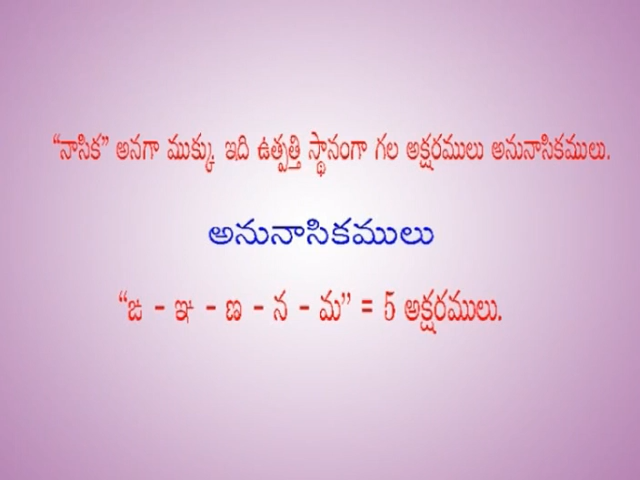 “నాసిక” అనగా ముక్కు. ఇది ఉత్పత్తి స్థానంగా గల అక్షరములు అనునాసికములు.
అనునాసికములు
“ఙ - ఞ - ణ - న - మ” = 5 అక్షరములు.